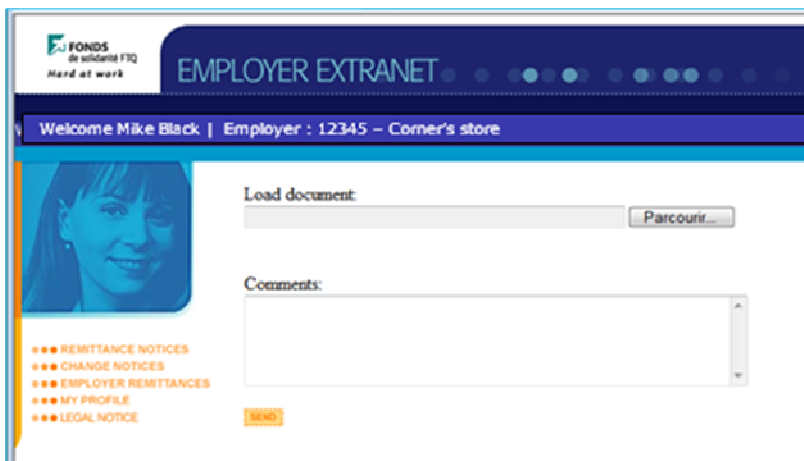 FONDS
de solidarité FTQ
Hard at work
EMPLOYER EXTRANET
Welcome Mike Black | Employer : 12345 – Corner's store
Load document:
Parcourir...
Comments:
REMITTANCE NOTICES
CHANGE NOTICES
EMPLOYER REMITTANCES
MY PROFILE
LEGAL NOTICE
SEND